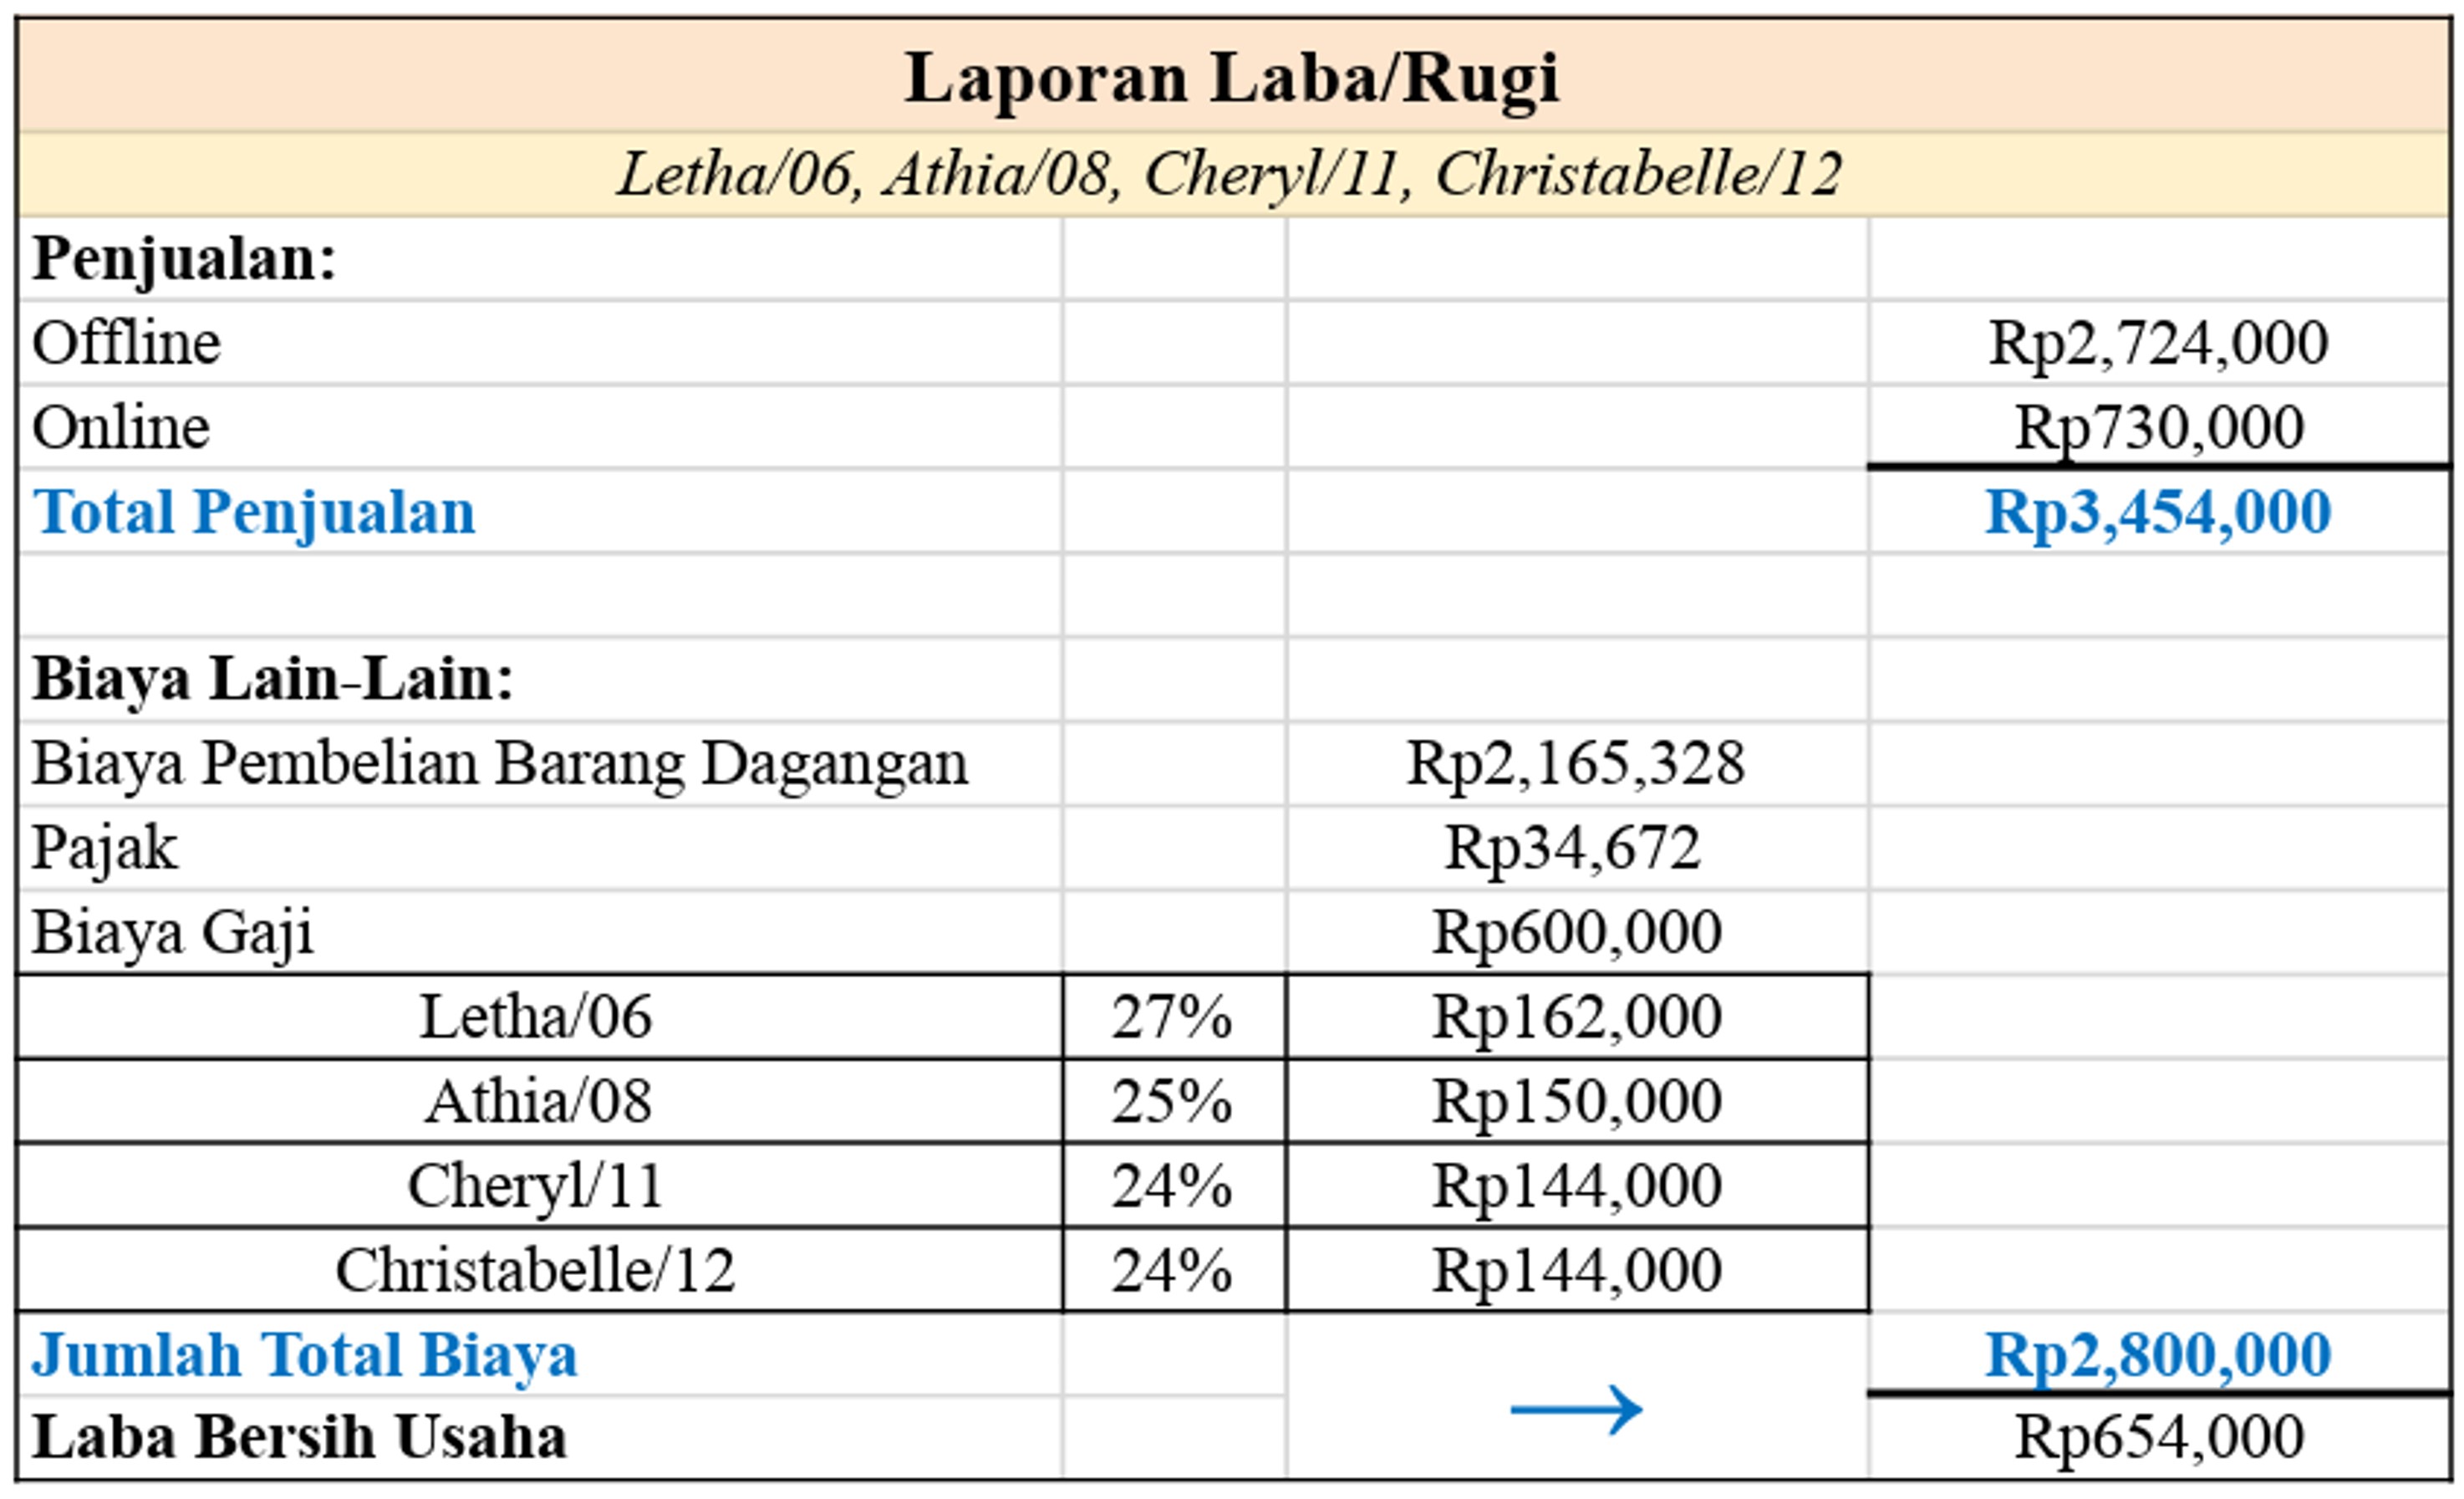 Laporan Laba/Rugi
Letha/06, Athia/08, Cheryl/11, Christabelle/12
Penjualan:
Offline Rp2,724,000
Online Rp730,000
Total Penjualan Rp3,454,000
Biaya Lain-Lain:
Biaya Pembelian Barang Dagangan Rp2,165,328
Pajak Rp34,672
Biaya Gaji Rp600,000
Letha/06 27% Rp162,000
Athia/08 25% Rp150,000
Cheryl/11 24% Rp144,000
Christabelle/12 24% Rp144,000
Jumlah Total Biaya Rp2,800,000
→
Laba Bersih Usaha Rp654,000